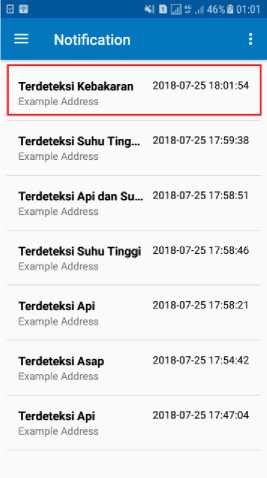 46% 01:01
Notification
Terdeteksi Kebakaran 2018-07-25 18:01:54
Example Address
Terdeteksi Suhu Ting... 2018-07-25 17:59:38
Example Address
Terdeteksi Api dan Su... 2018-07-25 17:58:51
Example Address
Terdeteksi Suhu Tinggi 2018-07-25 17:58:46
Example Address
Terdeteksi Api 2018-07-25 17:58:21
Example Address
Terdeteksi Asap 2018-07-25 17:54:42
Example Address
Terdeteksi Api 2018-07-25 17:47:04
Example Address